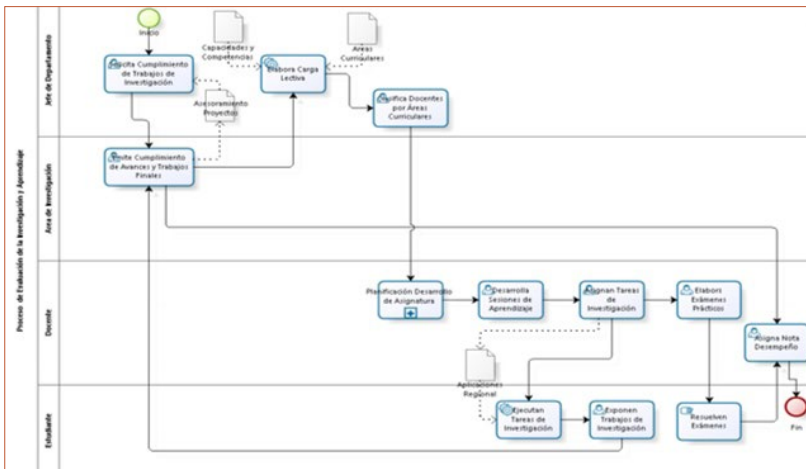 Proceso de Evaluación de la Investigación y Aprendizaje
Jefe de Departamento
Inicio
Solicita Cumplimiento
de Trabajos de
Investigación
Capacidades y
Competencias
Elabora Carga
Lectiva
Areas
Curriculares
Asesoramiento
Proyectos
Clasifica Docentes
por Áreas
Curriculares
Area de Investigación
Emite Cumplimiento
de Avances y Trabajos
Finales
Docente
Planificación Desarrollo
de Asignatura
Desarrolla
Sesiones de
Aprendizaje
Asignan Tareas
de
Investigación
Elabora
Exámenes
Prácticos
Asigna Nota
Desempeño
Aplicaciones
Regional
Estudiante
Ejecutan
Tareas de
Investigación
Exponen
Trabajos de
Investigación
Resuelven
Exámenes
Fin